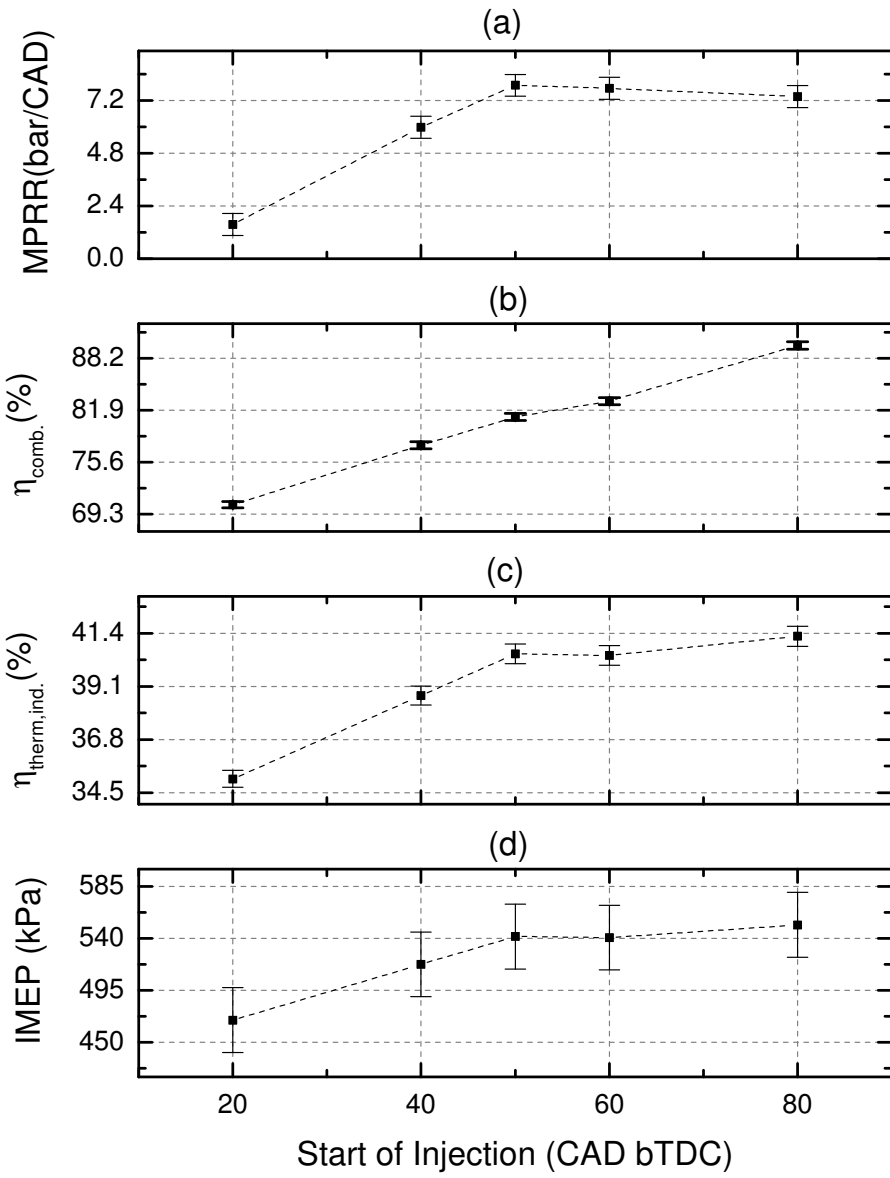 (a)
MPRR(bar/CAD)
7.2
4.8
2.4
0.0
(b)
η_comb.(%)
88.2
81.9
75.6
69.3
(c)
η_therm,ind.(%)
41.4
39.1
36.8
34.5
(d)
IMEP (kPa)
585
540
495
450
20 40 60 80
Start of Injection (CAD bTDC)